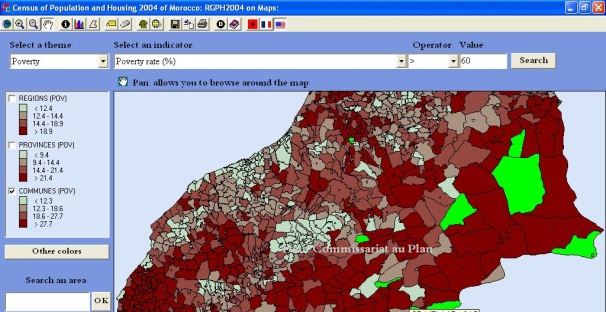 Census of Population and Housing 2004 of Morocco: RGPH2004 on Maps:
Select a theme Select an indicator Operator Value
Poverty Poverty rate (%) > 60 Search
Pan allows you to browse around the map
REGIONS (POV)
< 12.4
12.4 - 14.4
14.4 - 18.9
> 18.9
PROVINCES (POV)
< 9.4
9.4 - 14.4
14.4 - 21.4
> 21.4
COMMUNES (POV)
< 12.3
12.3 - 18.6
18.6 - 27.7
> 27.7
Other colors
Commissariat au Plan
Search an area
OK